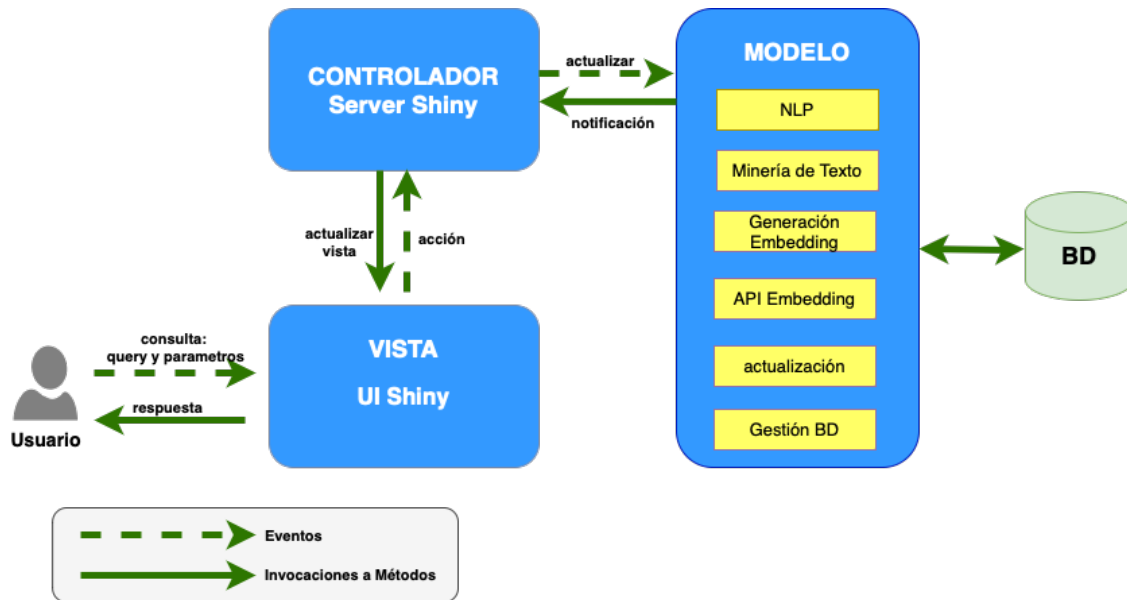 CONTROLADOR
Server Shiny
actualizar
notificación
MODELO
NLP
Minería de Texto
Generación
Embedding
API Embedding
actualización
Gestión BD
BD
actualizar
vista
acción
VISTA
UI Shiny
consulta:
query y parametros
respuesta
Usuario
Eventos
Invocaciones a Métodos